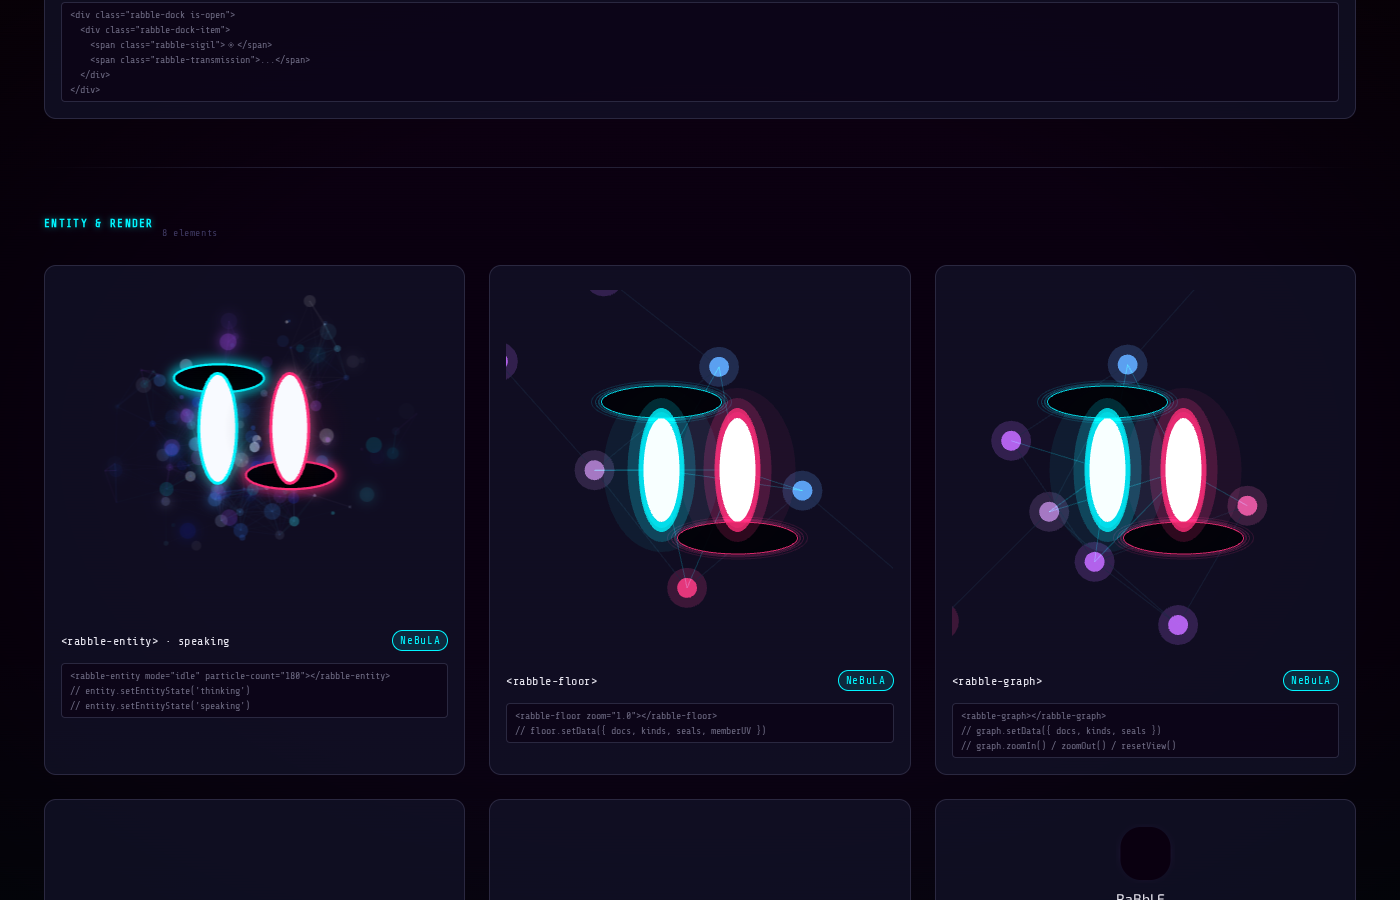 <div class="rabble-dock is-open">
<div class="rabble-dock-item">
<span class="rabble-sigil">◈</span>
<span class="rabble-transmission">...</span>
</div>
</div>
ENTITY & RENDER
8 elements
<rabble-entity> · speaking
NeBuLA
<rabble-entity mode="idle" particle-count="180"></rabble-entity>
// entity.setEntityState('thinking')
// entity.setEntityState('speaking')
<rabble-floor>
NeBuLA
<rabble-floor zoom="1.0"></rabble-floor>
// floor.setData({ docs, kinds, seals, memberUV })
<rabble-graph>
NeBuLA
<rabble-graph></rabble-graph>
// graph.setData({ docs, kinds, seals })
// graph.zoomIn() / zoomOut() / resetView()
RaBbLE